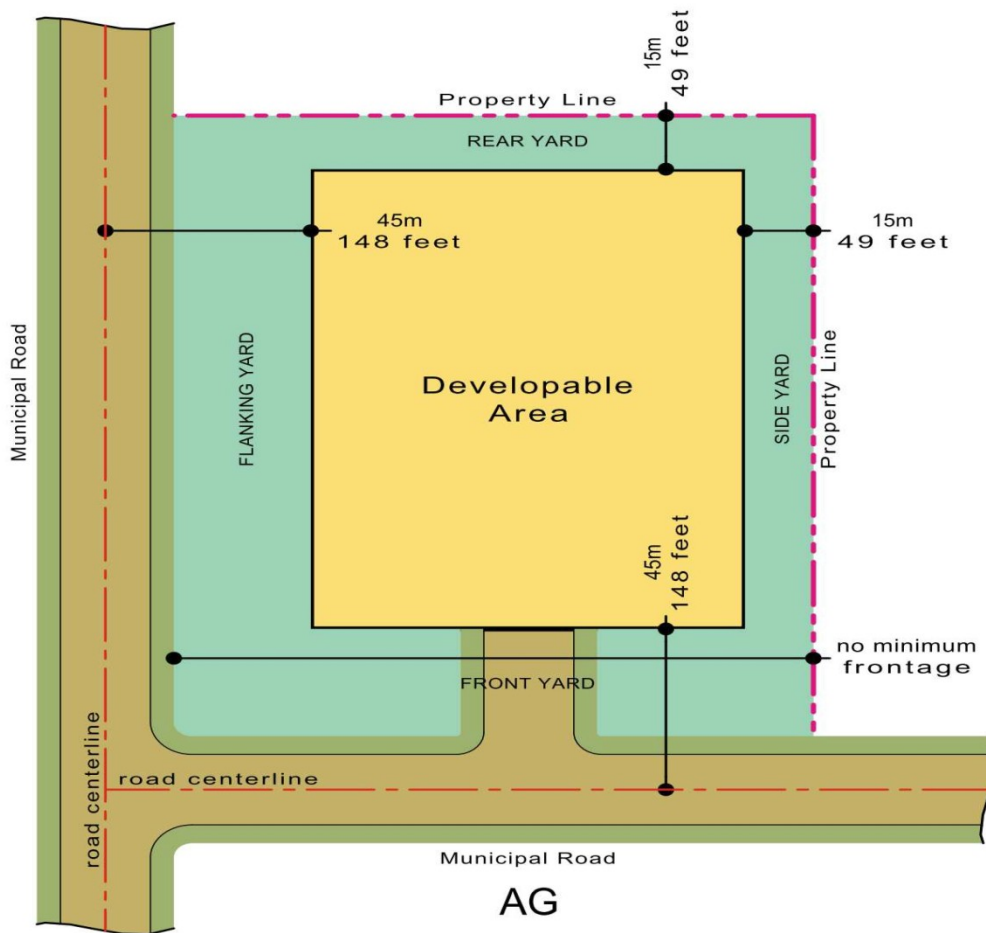 15m
49 feet
Property Line
REAR YARD
45m
148 feet
15m
49 feet
Municipal Road
FLANKING YARD
Developable
Area
SIDE YARD
Property Line
45m
148 feet
no minimum
frontage
FRONT YARD
road centerline
road centerline
Municipal Road
AG